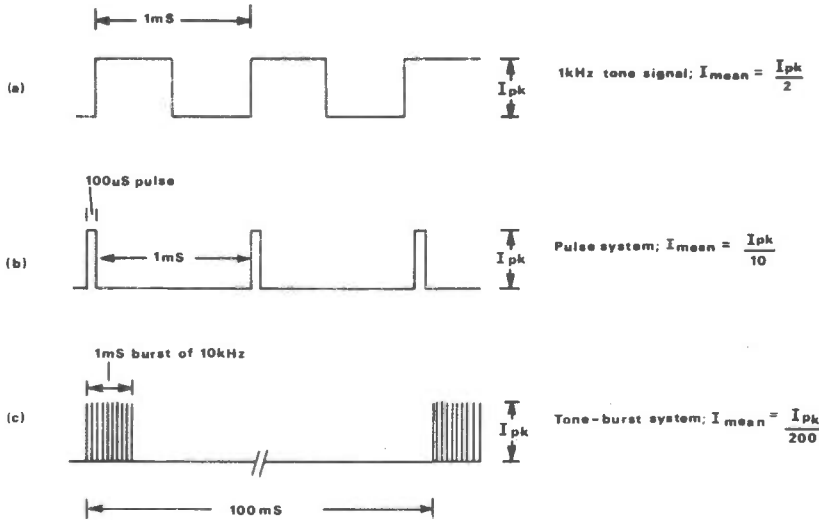 1mS
(a)
Ipk
1kHz tone signal; Imean = Ipk/2
100uS pulse
(b)
1mS
Ipk
Pulse system; Imean = Ipk/10
1mS burst of 10kHz
(c)
Ipk
Tone-burst system; Imean = Ipk/200
100mS